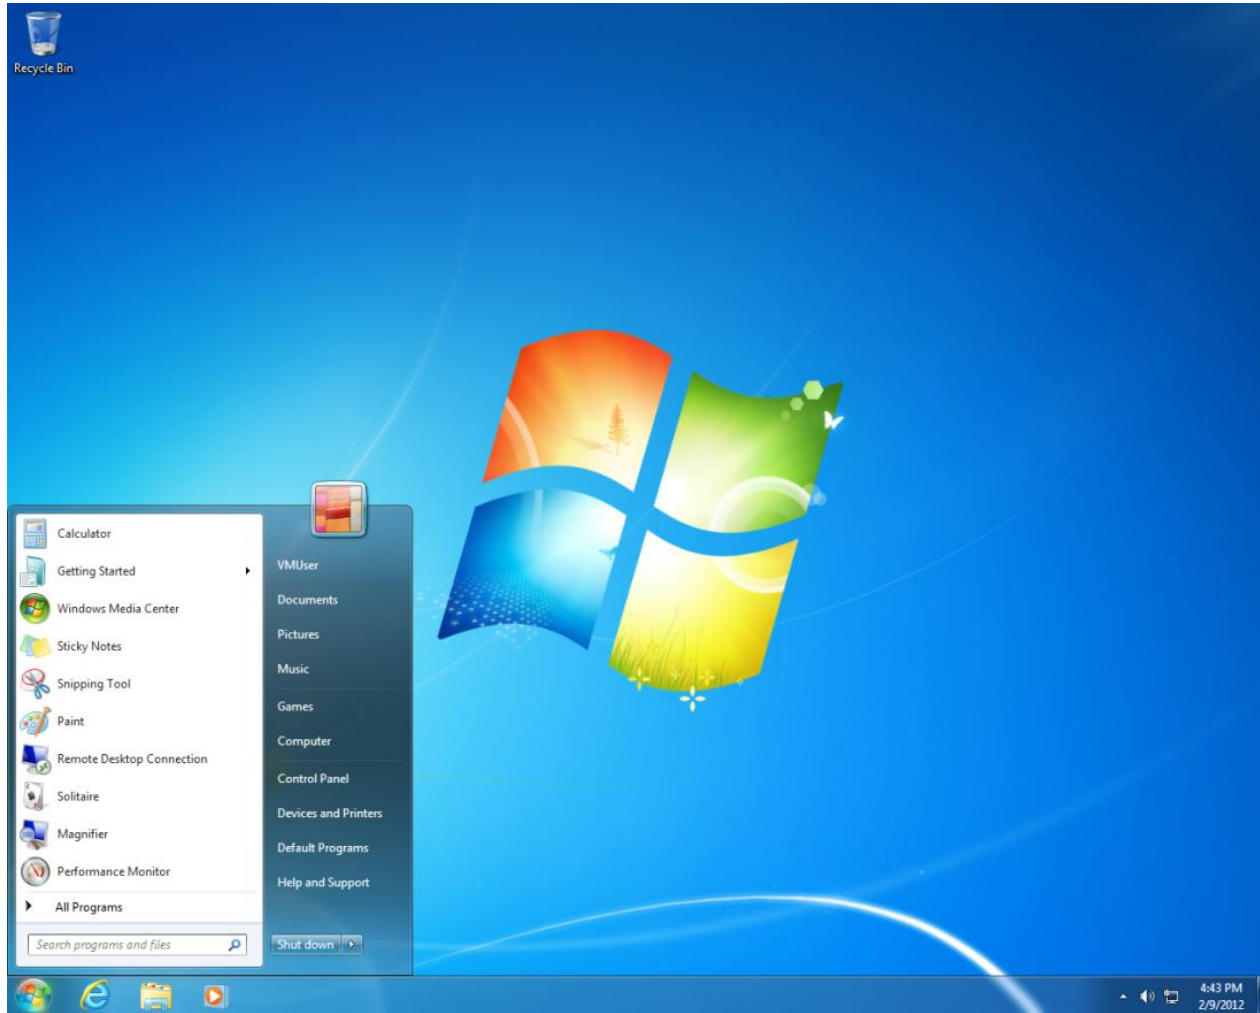 Recycle Bin
Calculator
Getting Started
Windows Media Center
Sticky Notes
Snipping Tool
Paint
Remote Desktop Connection
Solitaire
Magnifier
Performance Monitor
All Programs
Search programs and files
VMUser
Documents
Pictures
Music
Games
Computer
Control Panel
Devices and Printers
Default Programs
Help and Support
Shut down
4:43 PM
2/9/2012